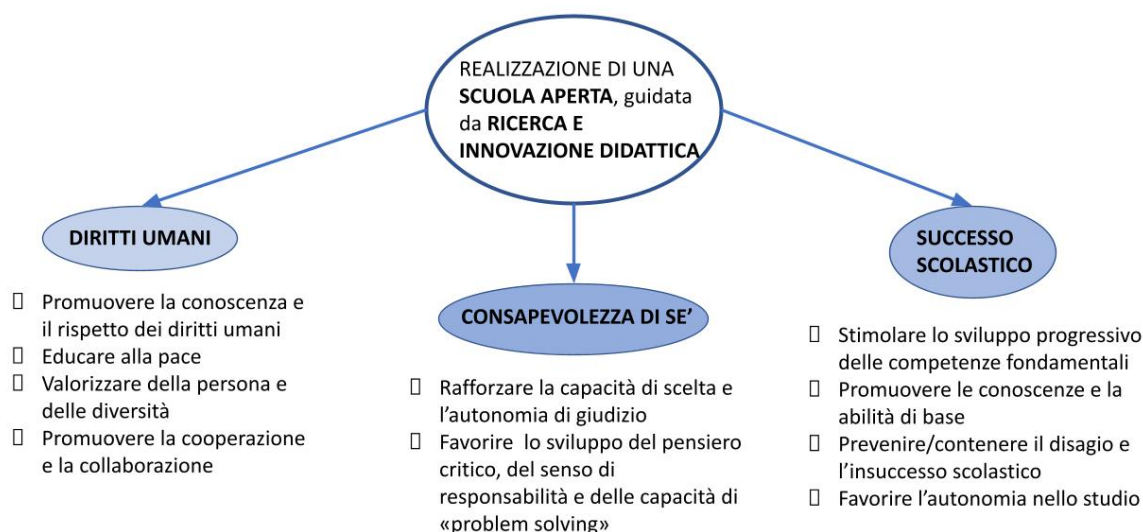 REALIZZAZIONE DI UNA
SCUOLA APERTA, guidata
da RICERCA E
INNOVAZIONE DIDATTICA
DIRITTI UMANI
Promuovere la conoscenza e
il rispetto dei diritti umani
Educare alla pace
Valorizzare della persona e
delle diversità
Promuovere la cooperazione
e la collaborazione
CONSAPEVOLEZZA DI SE’
Rafforzare la capacità di scelta e
l’autonomia di giudizio
Favorire  lo sviluppo del pensiero
critico, del senso di
responsabilità e delle capacità di
«problem solving»
SUCCESSO
SCOLASTICO
Stimolare lo sviluppo progressivo
delle competenze fondamentali
Promuovere le conoscenze e la
abilità di base
Prevenire/contenere il disagio e
l’insuccesso scolastico
Favorire l’autonomia nello studio